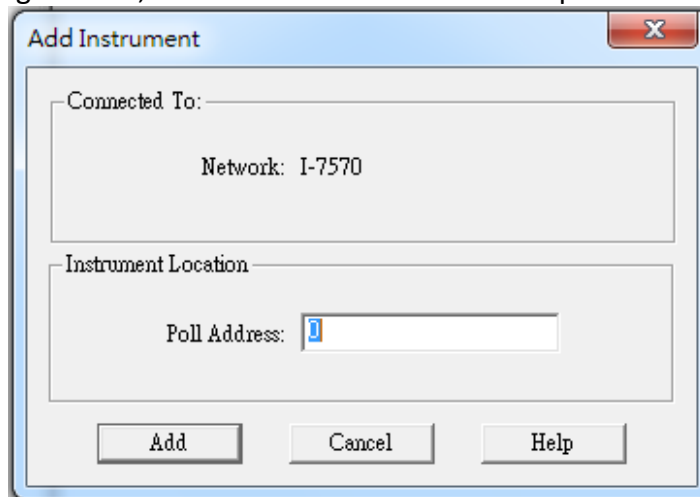 Add Instrument
Connected To:
Network: I-7570
Instrument Location
Poll Address: 0
Add Cancel Help